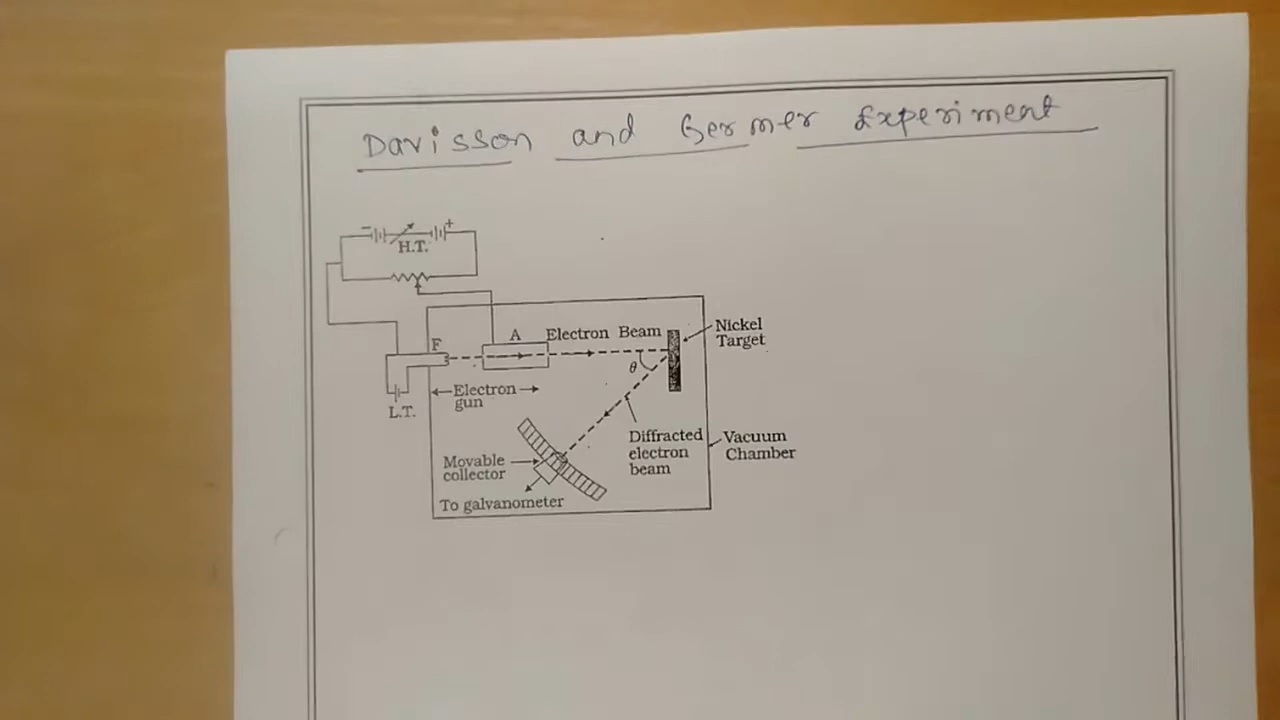 Davisson and Germer Experiment
− +
H.T.
F
A
Electron Beam
Nickel
Target
θ
Electron
gun
L.T.
Diffracted
electron
beam
Vacuum
Chamber
Movable
collector
To galvanometer